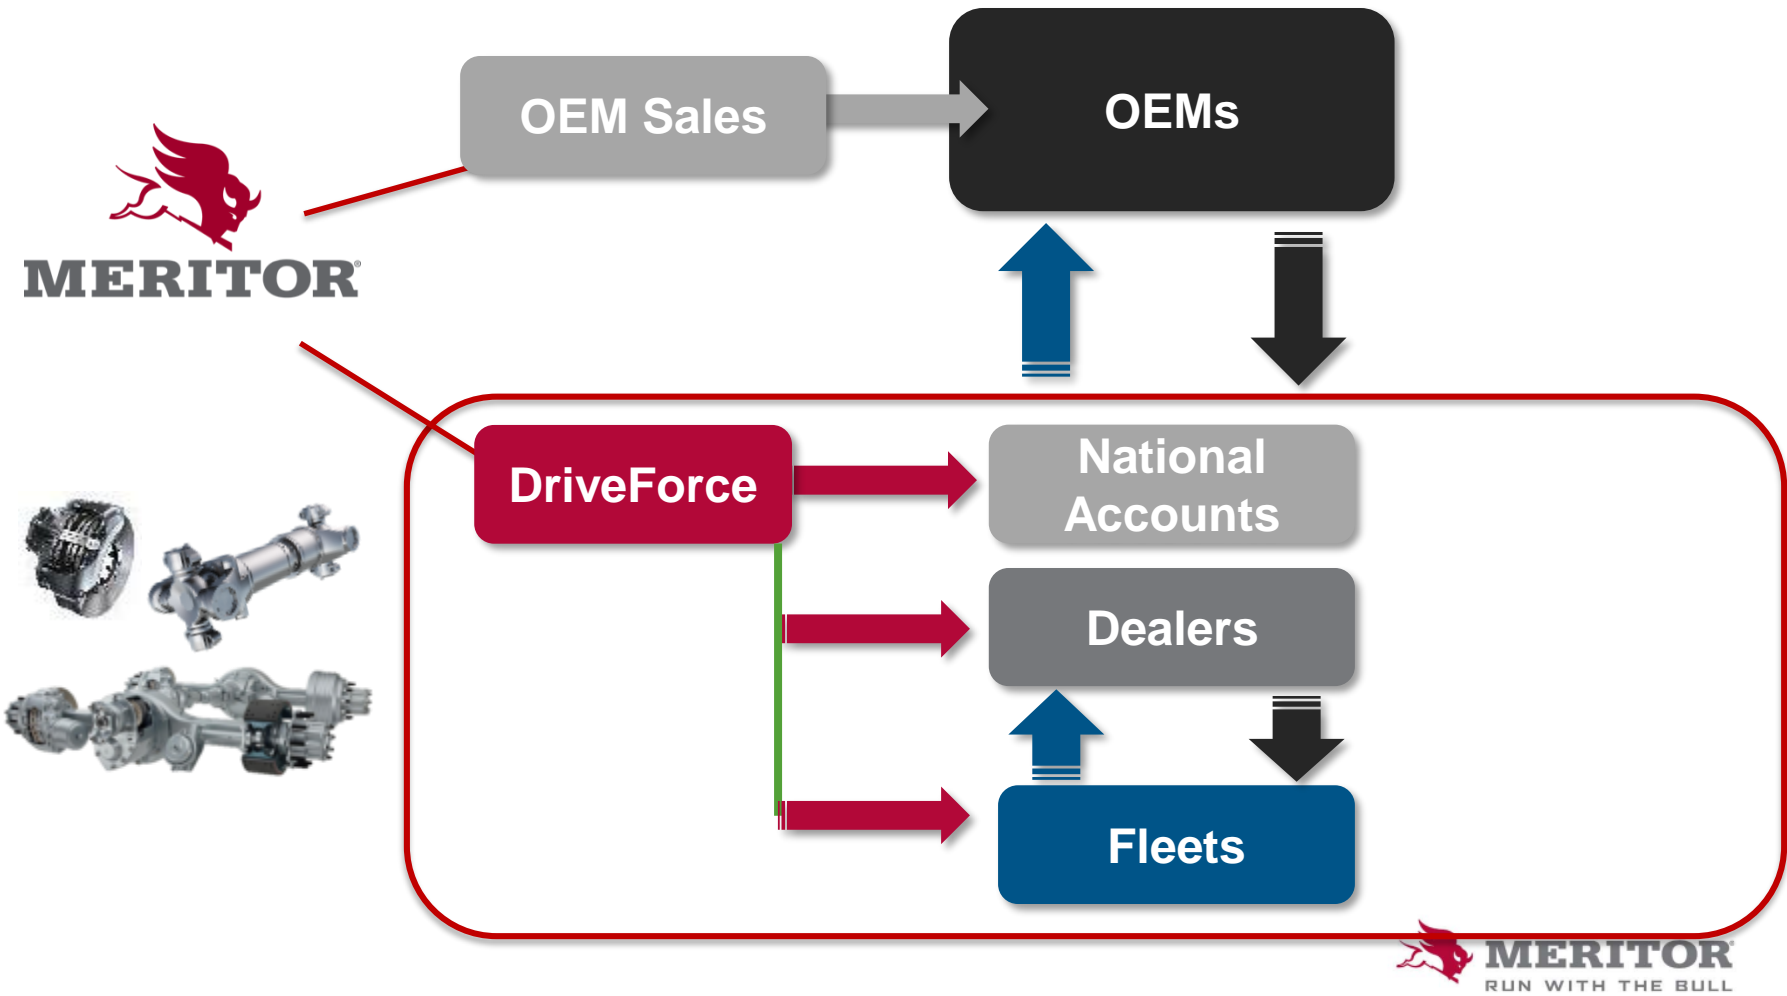 OEM Sales
OEMs
MERITOR®
DriveForce
National
Accounts
Dealers
Fleets
MERITOR
RUN WITH THE BULL